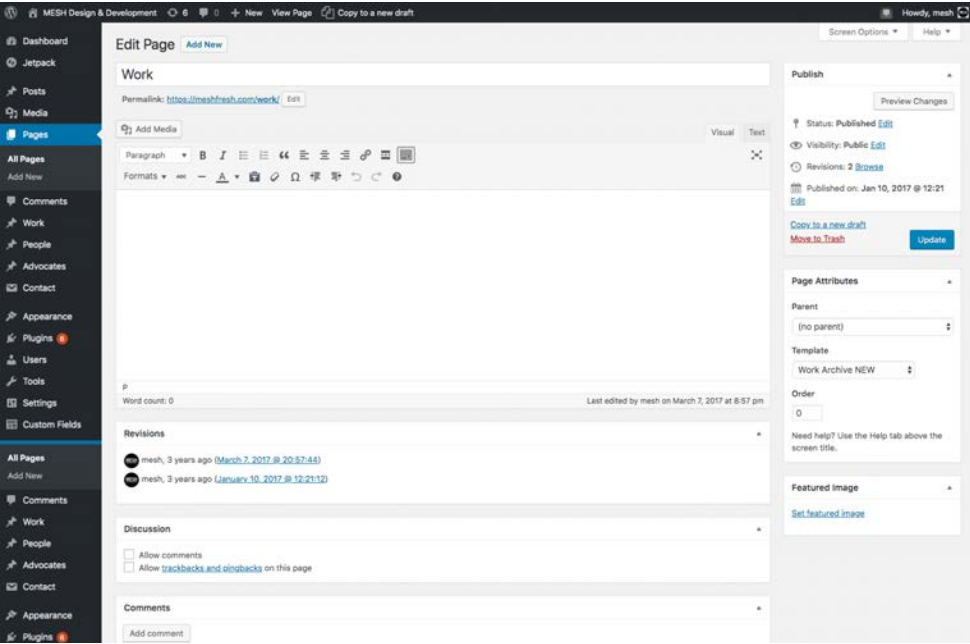 MESH Design & Development 6 0 + New View Page Copy to a new draft Howdy, mesh
Screen Options Help
Dashboard
Jetpack
Posts
Media
Pages
All Pages
Add New
Comments
Work
People
Advocates
Contact
Appearance
Plugins 6
Users
Tools
Settings
Custom Fields
All Pages
Add New
Comments
Work
People
Advocates
Contact
Appearance
Plugins 6
Edit Page Add New
Work
Permalink: https://meshfresh.com/work/ Edit
Add Media
Visual Text
Paragraph B I
Formats
P
Word count: 0 Last edited by mesh on March 7, 2017 at 8:57 pm
Revisions
mesh, 3 years ago (March 7, 2017 @ 20:57:44)
mesh, 3 years ago (January 10, 2017 @ 12:21:12)
Discussion
Allow comments
Allow trackbacks and pingbacks on this page
Comments
Add comment
Publish
Preview Changes
Status: Published Edit
Visibility: Public Edit
Revisions: 2 Browse
Published on: Jan 10, 2017 @ 12:21
Edit
Copy to a new draft
Move to Trash
Update
Page Attributes
Parent
(no parent)
Template
Work Archive NEW
Order
0
Need help? Use the Help tab above the
screen title.
Featured Image
Set featured image